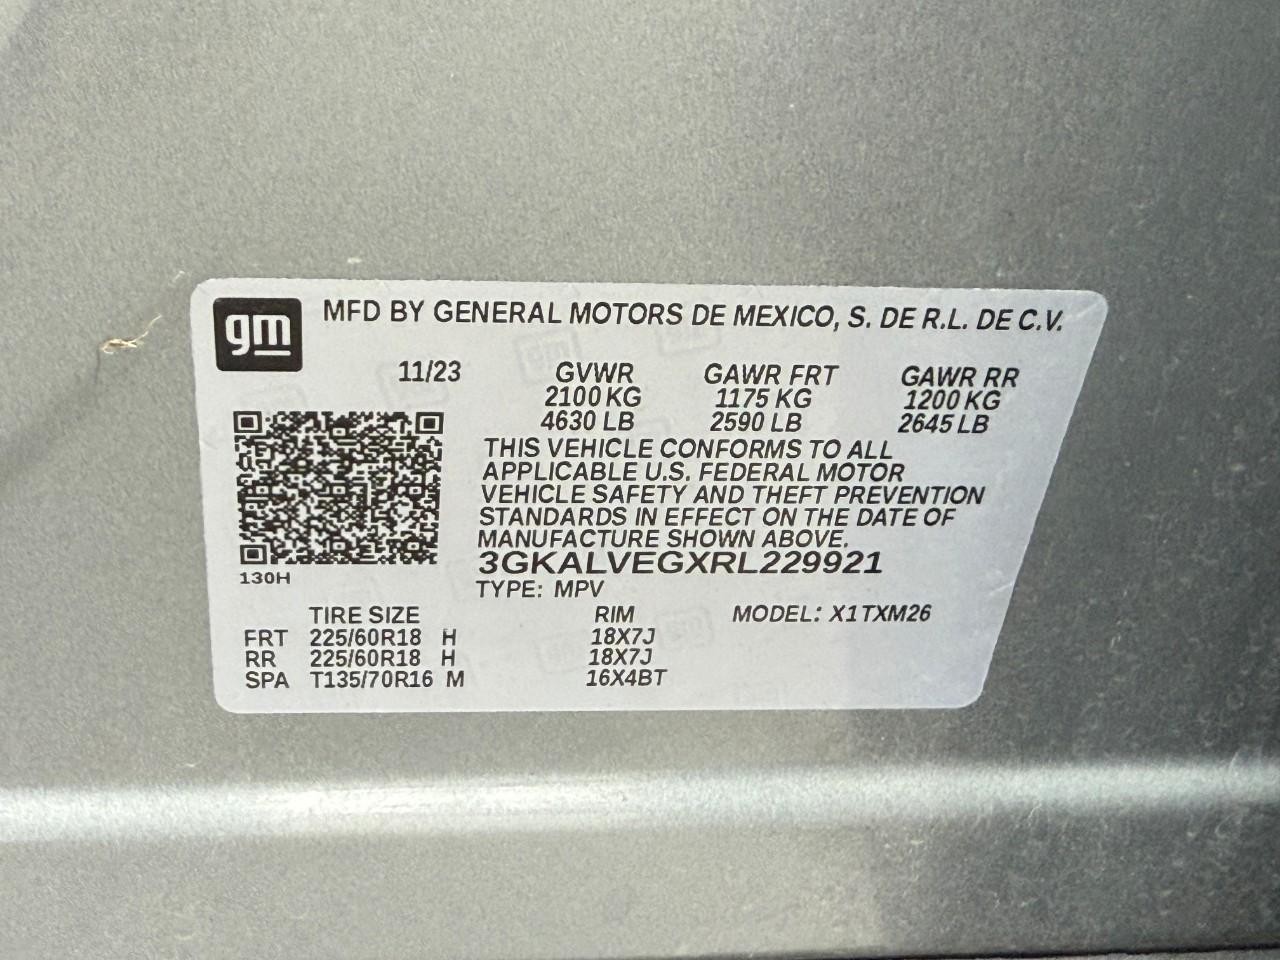 gm
MFD BY GENERAL MOTORS DE MEXICO, S. DE R.L. DE C.V.
11/23 GVWR GAWR FRT GAWR RR
2100 KG 1175 KG 1200 KG
4630 LB 2590 LB 2645 LB
THIS VEHICLE CONFORMS TO ALL
APPLICABLE U.S. FEDERAL MOTOR
VEHICLE SAFETY AND THEFT PREVENTION
STANDARDS IN EFFECT ON THE DATE OF
MANUFACTURE SHOWN ABOVE.
3GKALVEGXRL229921
130H
TYPE: MPV
TIRE SIZE RIM MODEL: X1TXM26
FRT 225/60R18 H 18X7J
RR 225/60R18 H 18X7J
SPA T135/70R16 M 16X4BT